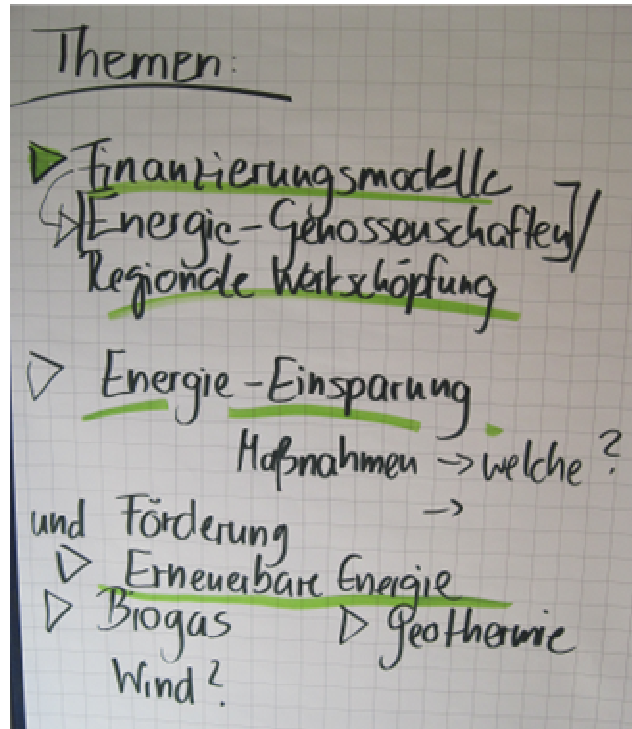 Themen:
Finanzierungsmodelle
[Energie-Genossenschaften]/
Regionale Wertschöpfung
Energie-Einsparung
Maßnahmen → welche?
→
und Förderung
Erneuerbare Energie
Biogas ▷ Geothermie
Wind?